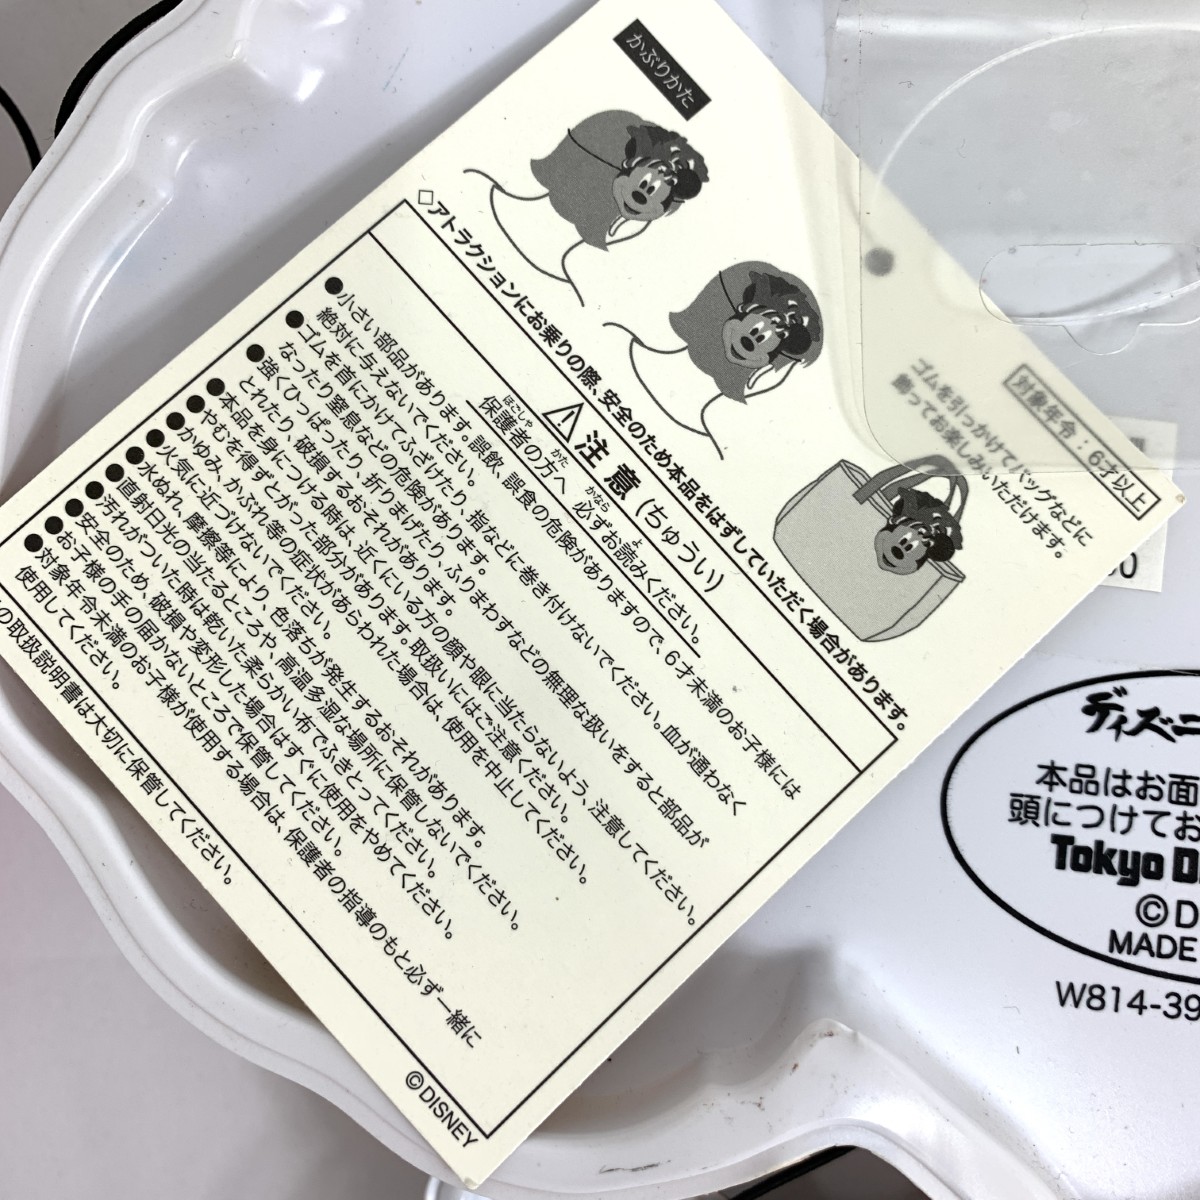 かぶりかた
対象年令：6才以上
ゴムを引っかけてバッグなどに
飾ってお楽しみいただけます。
◇アトラクションにお乗りの際、安全のため本品をはずしていただく場合があります。
⚠注意(ちゅうい)
保護者の方へ 必ずお読みください。
ほごしゃ かた かなら よ
●小さい部品があります。誤飲、誤食の危険がありますので、6才未満のお子様には
絶対に与えないでください。
●ゴムを首にかけてふざけたり、指などに巻き付けないでください。血が通わなく
なったり窒息などの危険があります。
●強くひっぱったり、折りまげたり、ふりまわすなどの無理な扱いをすると部品が
とれたり、破損するおそれがあります。
●本品を身につける時は、近くにいる方の顔や眼に当たらないよう、注意してください。
やむを得ずとがった部分があります。取扱いにはご注意ください。
●かゆみ、かぶれ等の症状があらわれた場合は、使用を中止してください。
●火気に近づけないでください。
●水ぬれ、摩擦等により、色落ちが発生するおそれがあります。
●直射日光の当たるところや、高温多湿な場所に保管しないでください。
●汚れがついた時は乾いた柔らかい布でふきとってください。
●安全のため、破損や変形した場合はすぐに使用をやめてください。
●お子様の手の届かないところで保管してください。
●対象年令未満のお子様が使用する場合は、保護者の指導のもと必ず一緒に
使用してください。
の取扱説明書は大切に保管してください。
©DISNEY
ディズニ
本品はお面
頭につけてお
Tokyo D
©D
MADE
W814-39